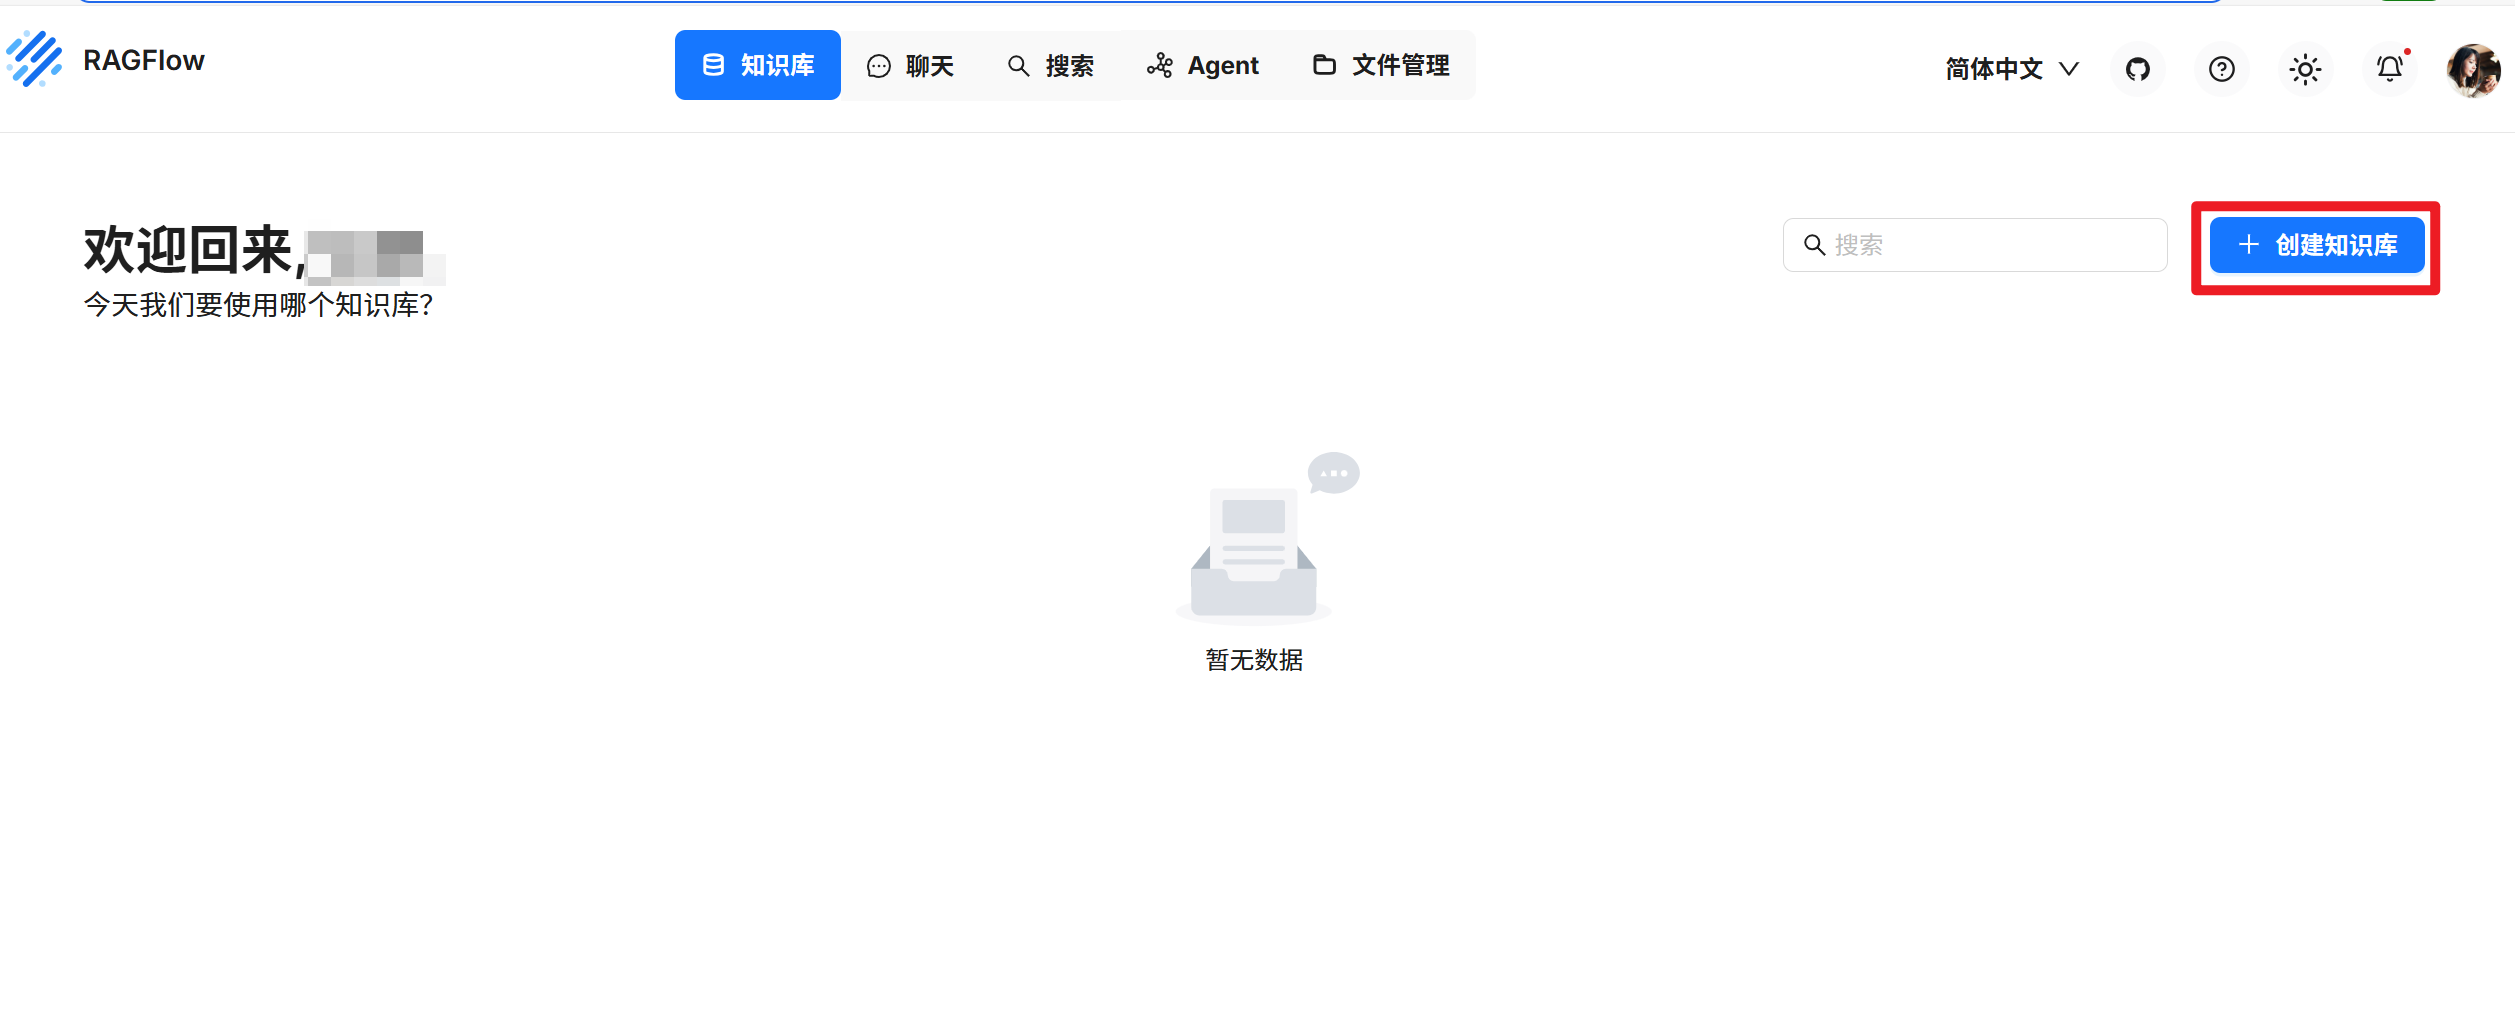 RAGFlow
知识库
聊天
搜索
Agent
文件管理
简体中文
欢迎回来,
今天我们要使用哪个知识库?
搜索
创建知识库
暂无数据